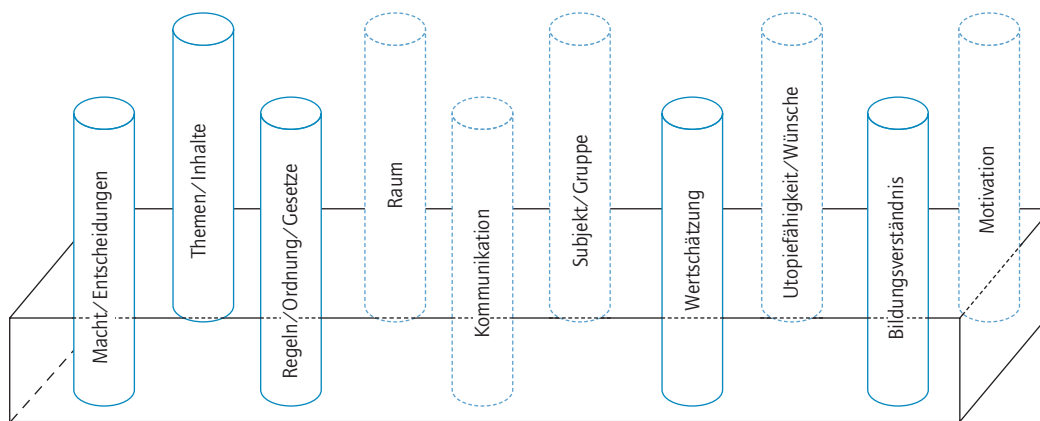 Macht/Entscheidungen
Themen/Inhalte
Regeln/Ordnung/Gesetze
Raum
Kommunikation
Subjekt/Gruppe
Wertschätzung
Utopiefähigkeit/Wünsche
Bildungsverständnis
Motivation